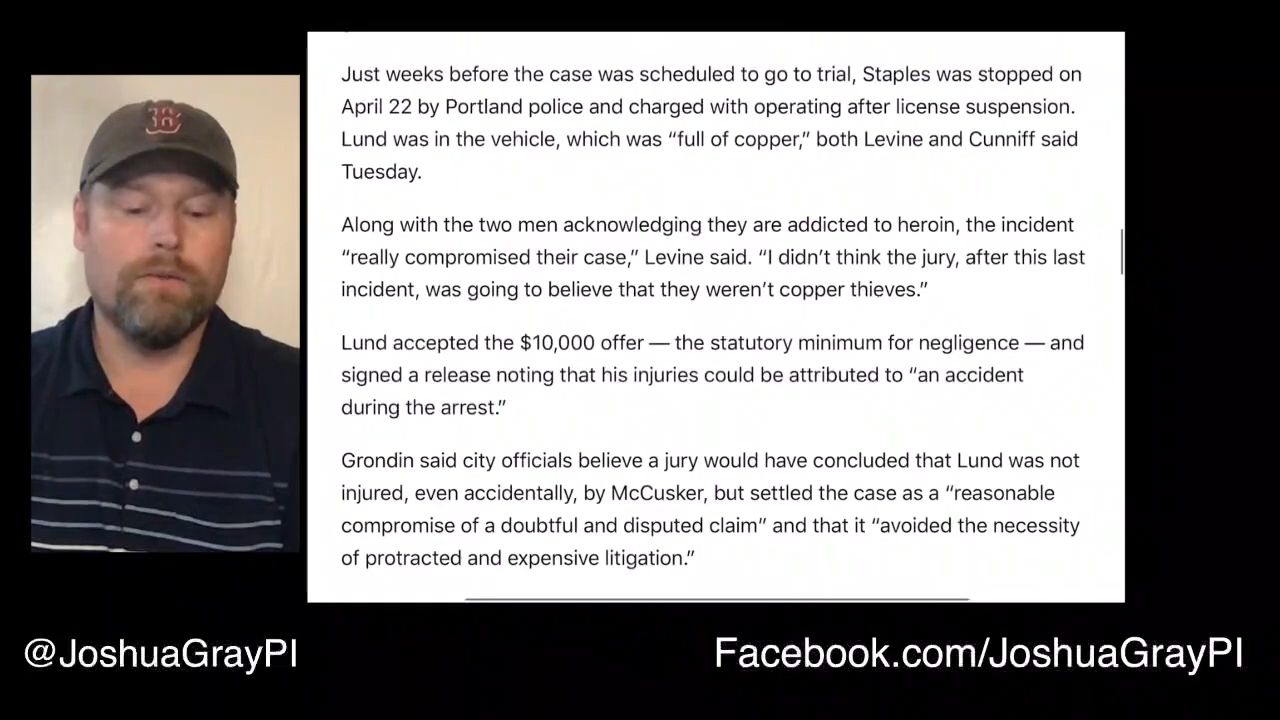 B
Just weeks before the case was scheduled to go to trial, Staples was stopped on
April 22 by Portland police and charged with operating after license suspension.
Lund was in the vehicle, which was “full of copper,” both Levine and Cunniff said
Tuesday.
Along with the two men acknowledging they are addicted to heroin, the incident
“really compromised their case,” Levine said. “I didn’t think the jury, after this last
incident, was going to believe that they weren’t copper thieves.”
Lund accepted the $10,000 offer — the statutory minimum for negligence — and
signed a release noting that his injuries could be attributed to “an accident
during the arrest.”
Grondin said city officials believe a jury would have concluded that Lund was not
injured, even accidentally, by McCusker, but settled the case as a “reasonable
compromise of a doubtful and disputed claim” and that it “avoided the necessity
of protracted and expensive litigation.”
@JoshuaGrayPI
Facebook.com/JoshuaGrayPI